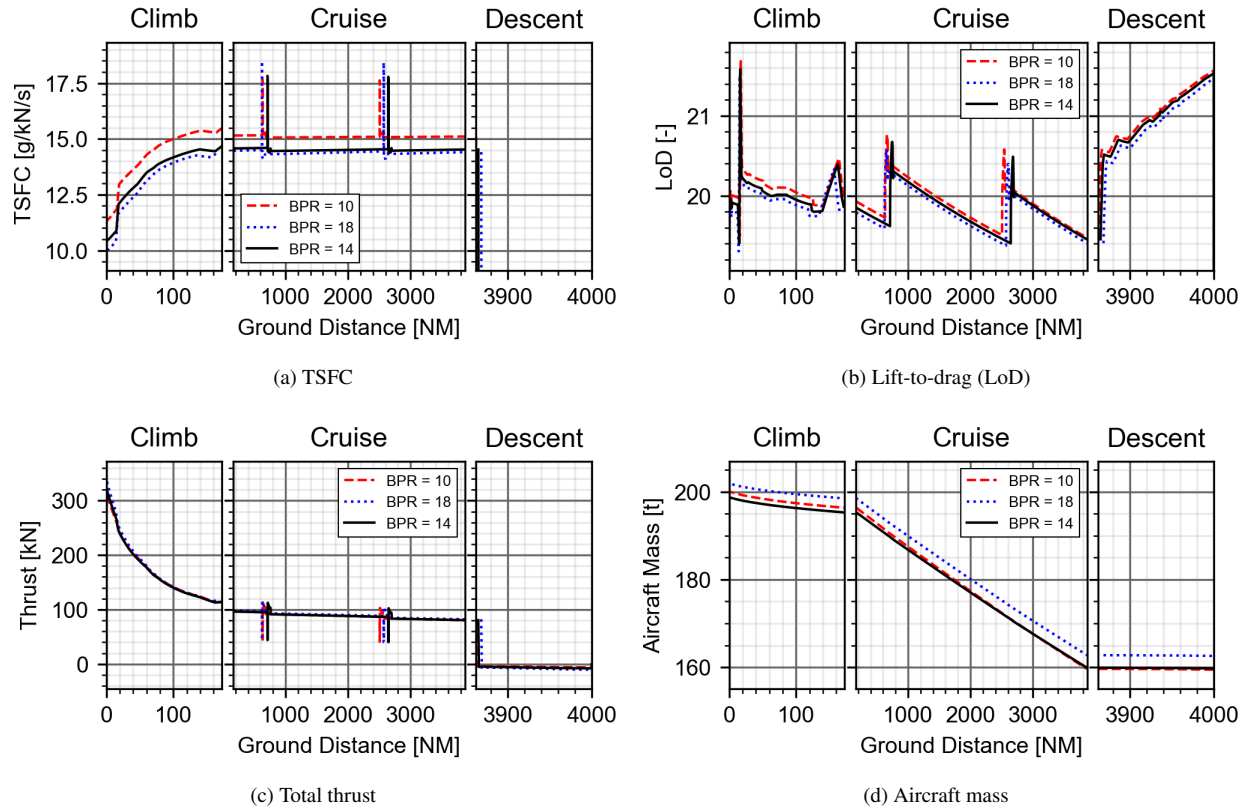 Climb Cruise Descent
TSFC [g/kN/s]
17.5
15.0
12.5
10.0
BPR = 10
BPR = 18
BPR = 14
0 100 1000 2000 3000 3900 4000
Ground Distance [NM]
(a) TSFC
Climb Cruise Descent
LoD [-]
21
20
BPR = 10
BPR = 18
BPR = 14
0 100 1000 2000 3000 3900 4000
Ground Distance [NM]
(b) Lift-to-drag (LoD)
Climb Cruise Descent
Thrust [kN]
300
200
100
0
BPR = 10
BPR = 18
BPR = 14
0 100 1000 2000 3000 3900 4000
Ground Distance [NM]
(c) Total thrust
Climb Cruise Descent
Aircraft Mass [t]
200
180
160
BPR = 10
BPR = 18
BPR = 14
0 100 1000 2000 3000 3900 4000
Ground Distance [NM]
(d) Aircraft mass